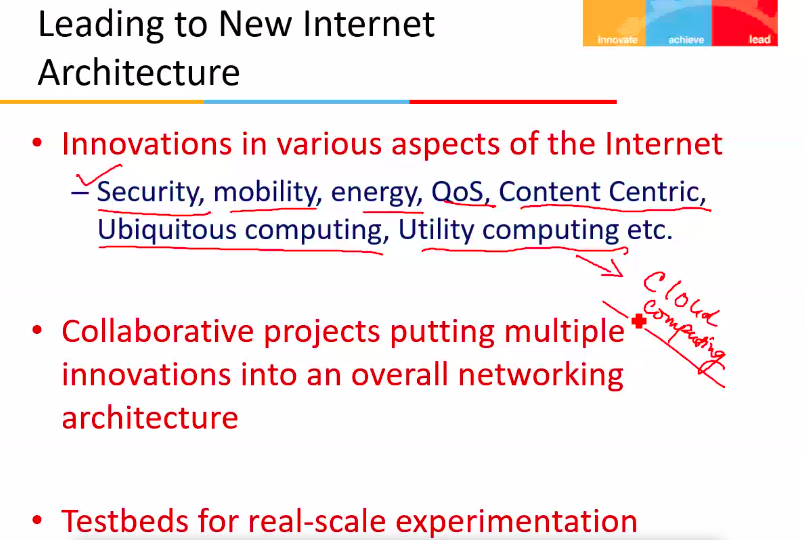 Leading to New Internet
Architecture
innovate achieve lead
• Innovations in various aspects of the Internet
– Security, mobility, energy, QoS, Content Centric,
Ubiquitous computing, Utility computing etc.
Cloud
computing
• Collaborative projects putting multiple
innovations into an overall networking
architecture
• Testbeds for real-scale experimentation